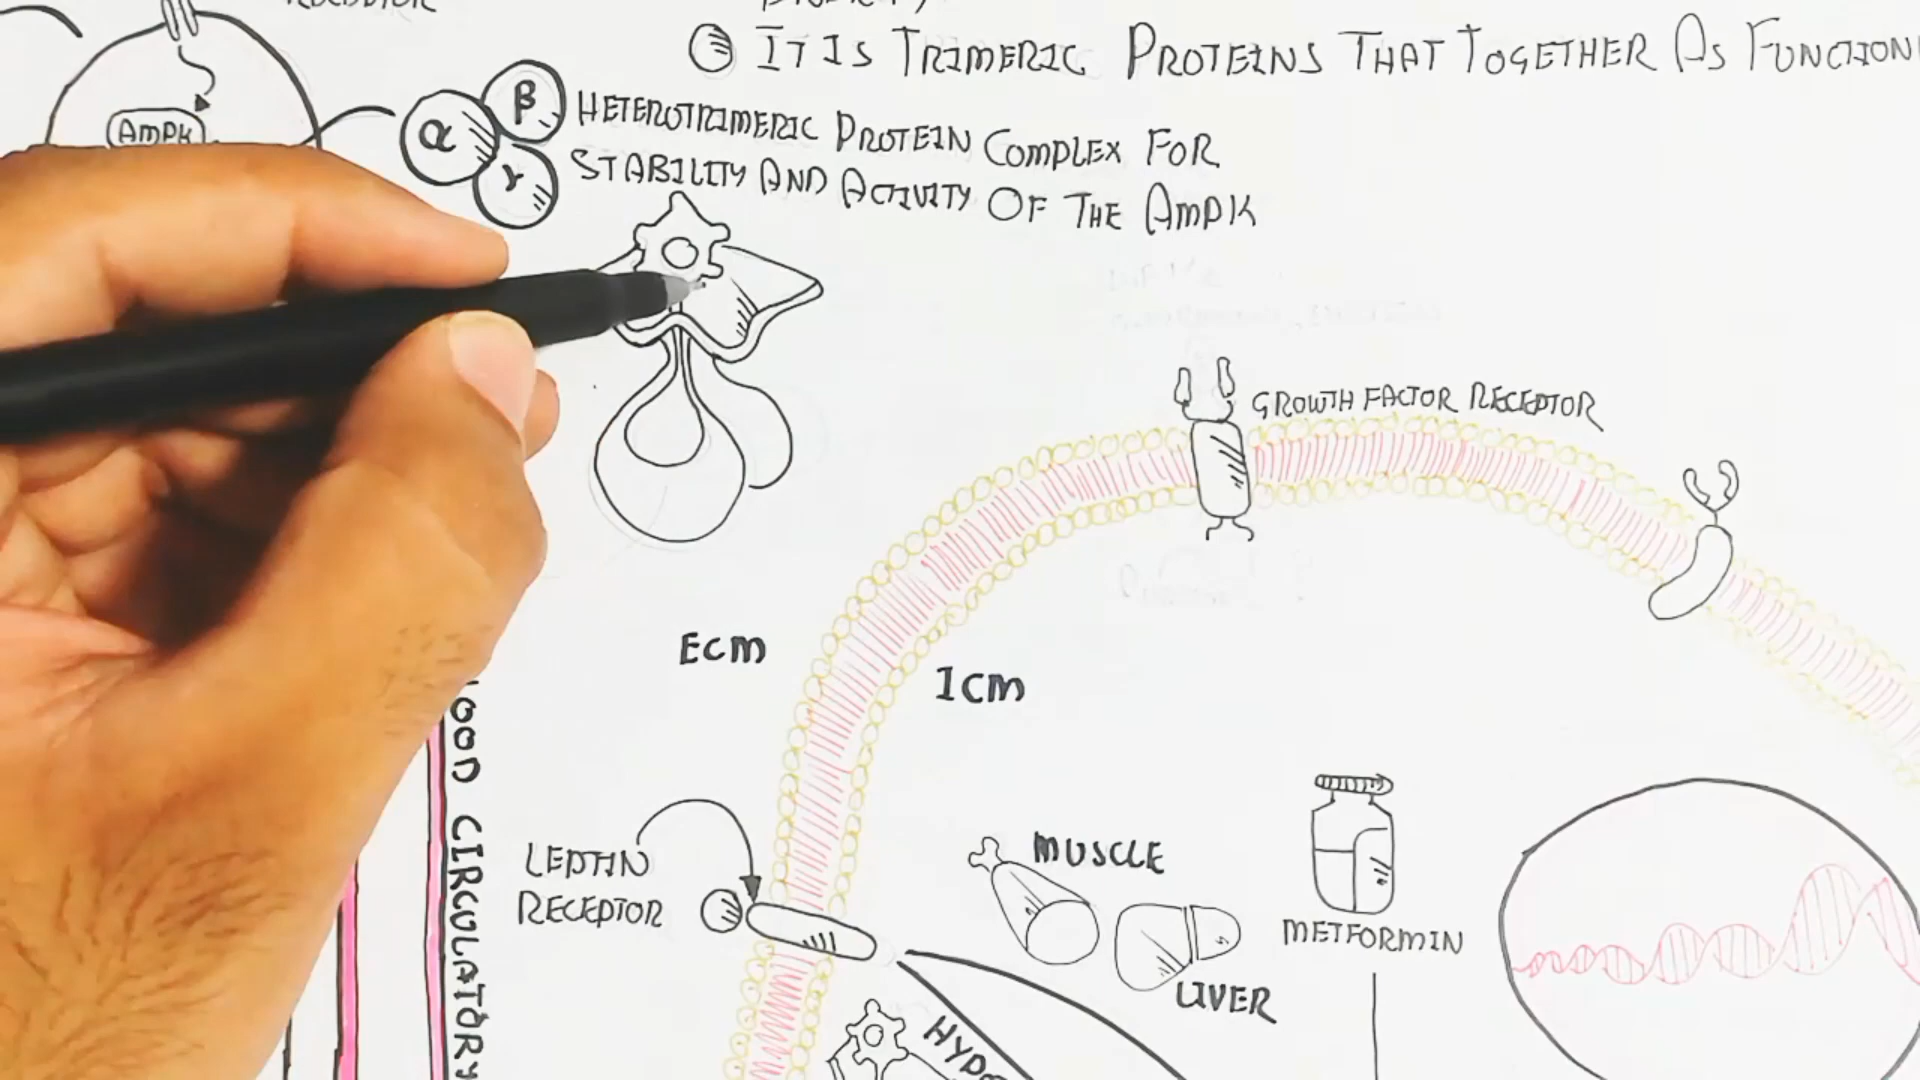 IT IS TRIMERIC PROTEINS THAT TOGETHER AS FUNCTION
β
α
γ
HETEROTRIMERIC PROTEIN COMPLEX FOR
STABILITY AND ACTIVITY OF THE AMPK
AMPK
GROWTH FACTOR RECEPTOR
ECM
ICM
LEPTIN
RECEPTOR
MUSCLE
LIVER
METFORMIN
CIRCULATORY